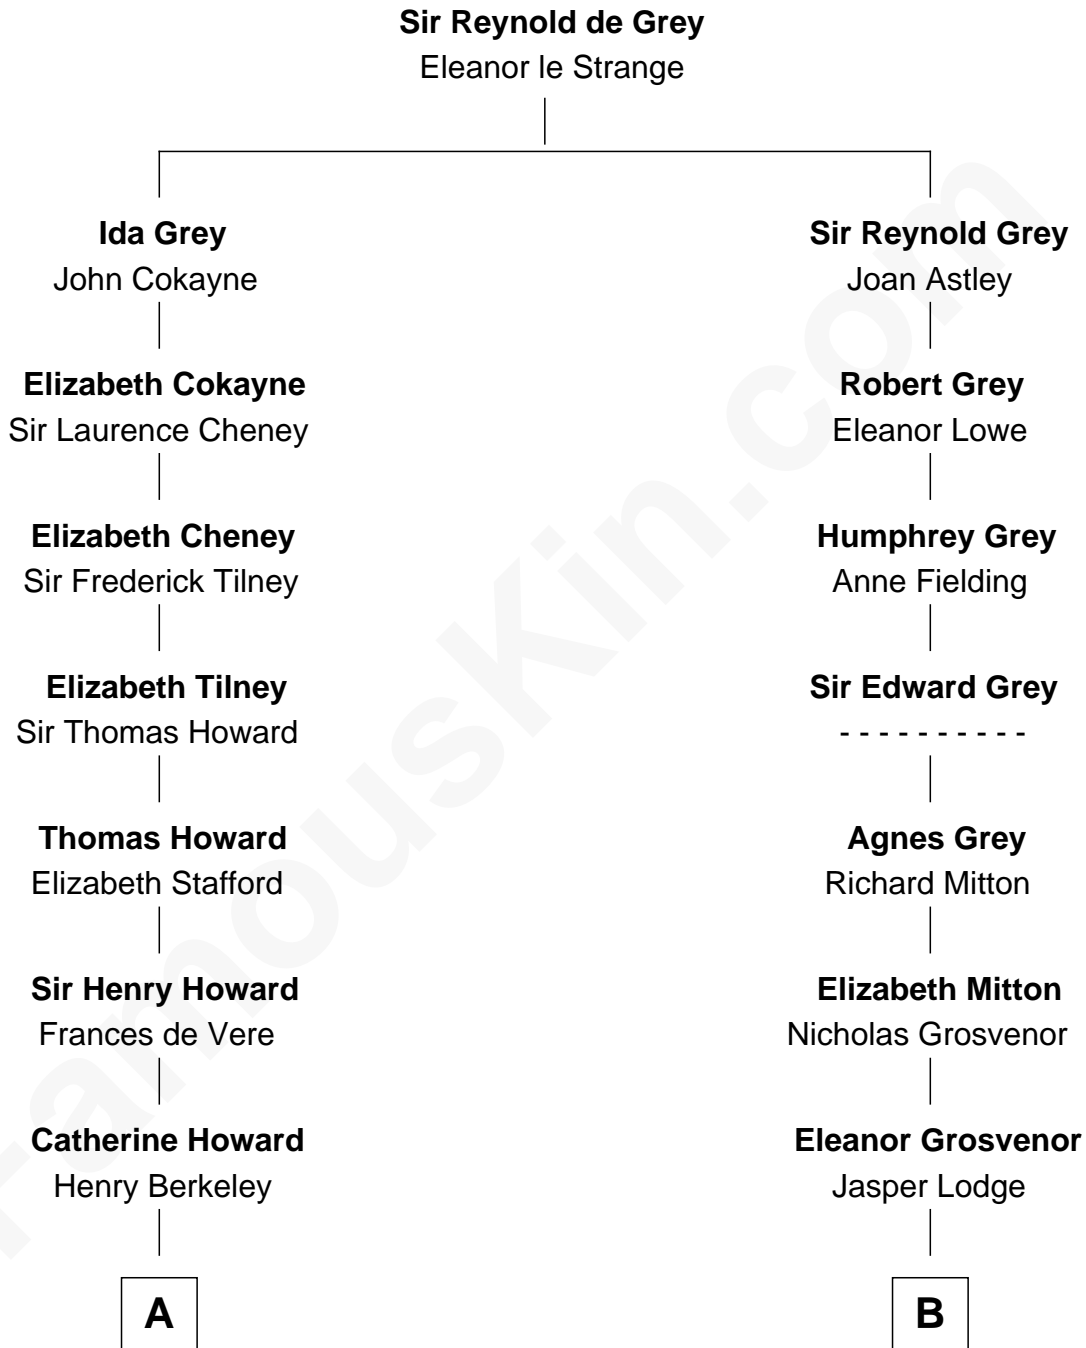 Sir Reynold de Grey
Eleanor le Strange
Ida Grey
John Cokayne
Sir Reynold Grey
Joan Astley
Elizabeth Cokayne
Sir Laurence Cheney
Robert Grey
Eleanor Lowe
Elizabeth Cheney
Sir Frederick Tilney
Humphrey Grey
Anne Fielding
Elizabeth Tilney
Sir Thomas Howard
Sir Edward Grey
- - - - - - - - - -
Thomas Howard
Elizabeth Stafford
Agnes Grey
Richard Mitton
Sir Henry Howard
Frances de Vere
Elizabeth Mitton
Nicholas Grosvenor
Catherine Howard
Henry Berkeley
Eleanor Grosvenor
Jasper Lodge
A
B
FamousKin.com